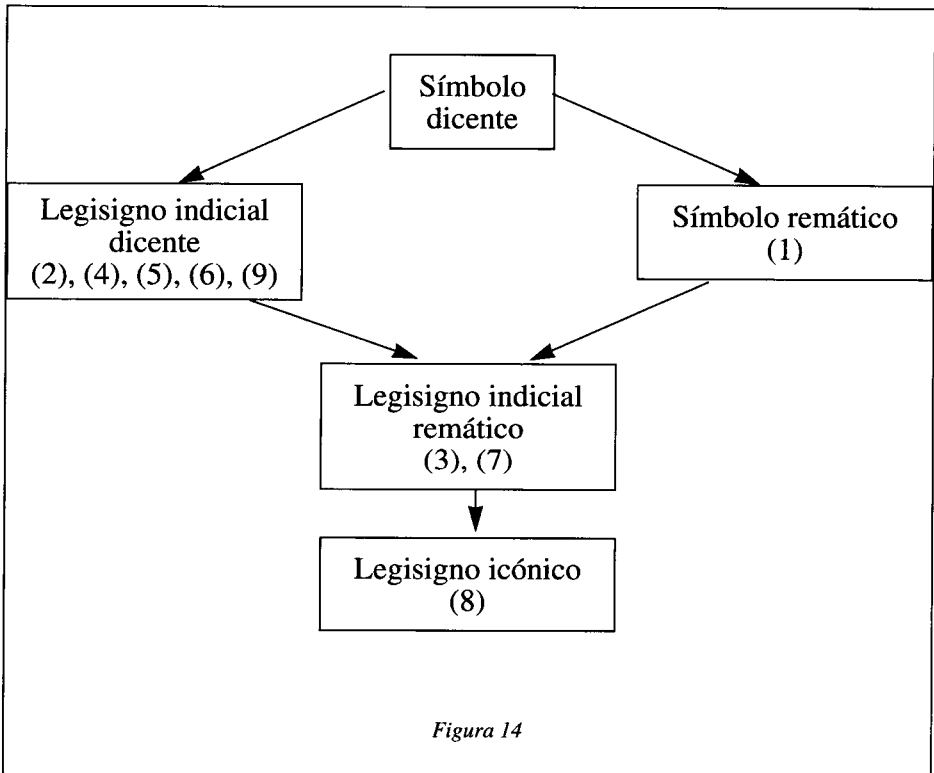 Símbolo
dicente
Legisigno indicial
dicente
(2), (4), (5), (6), (9)
Símbolo remático
(1)
Legisigno indicial
remático
(3), (7)
Legisigno icónico
(8)
Figura 14